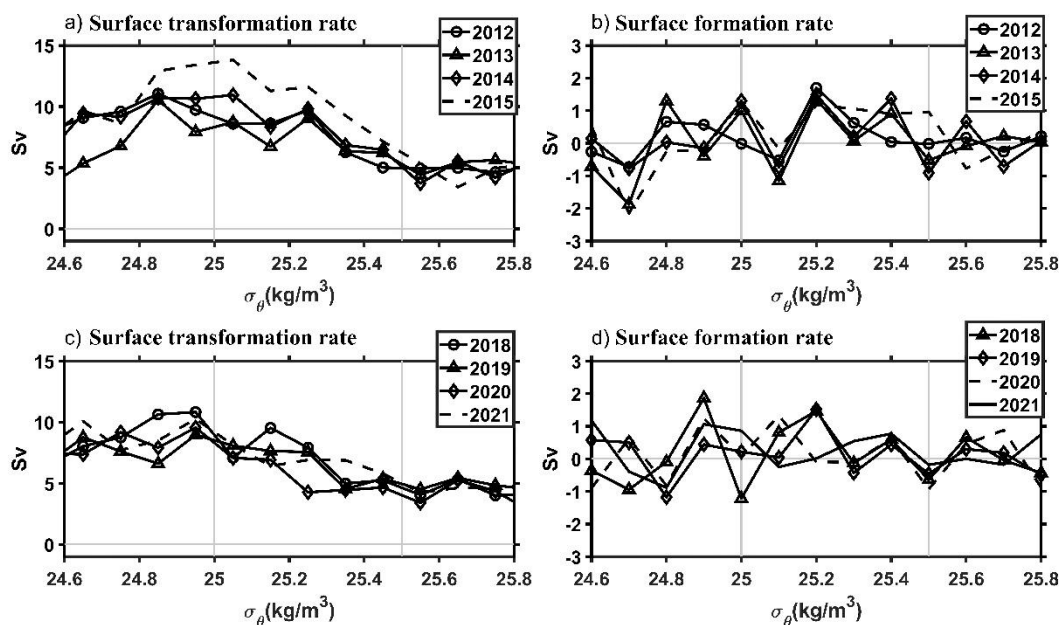 a) Surface transformation rate
2012
2013
2014
2015
15
10
5
0
Sv
24.6 24.8 25 25.2 25.4 25.6 25.8
σθ(kg/m³)
b) Surface formation rate
2012
2013
2014
2015
3
2
1
0
-1
-2
-3
Sv
24.6 24.8 25 25.2 25.4 25.6 25.8
σθ(kg/m³)
c) Surface transformation rate
2018
2019
2020
2021
15
10
5
0
Sv
24.6 24.8 25 25.2 25.4 25.6 25.8
σθ(kg/m³)
d) Surface formation rate
2018
2019
2020
2021
3
2
1
0
-1
-2
-3
Sv
24.6 24.8 25 25.2 25.4 25.6 25.8
σθ(kg/m³)